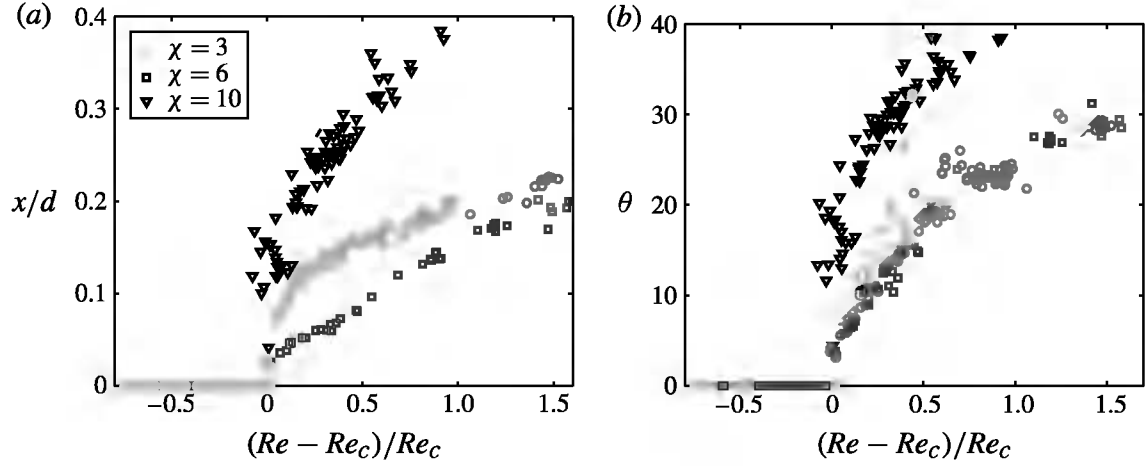 (a)
0.4
χ = 3
χ = 6
χ = 10
0.3
x/d
0.2
0.1
0
−0.5
0
0.5
1.0
1.5
(Re − Re_c)/Re_c
(b)
40
30
θ
20
10
0
−0.5
0
0.5
1.0
1.5
(Re − Re_c)/Re_c